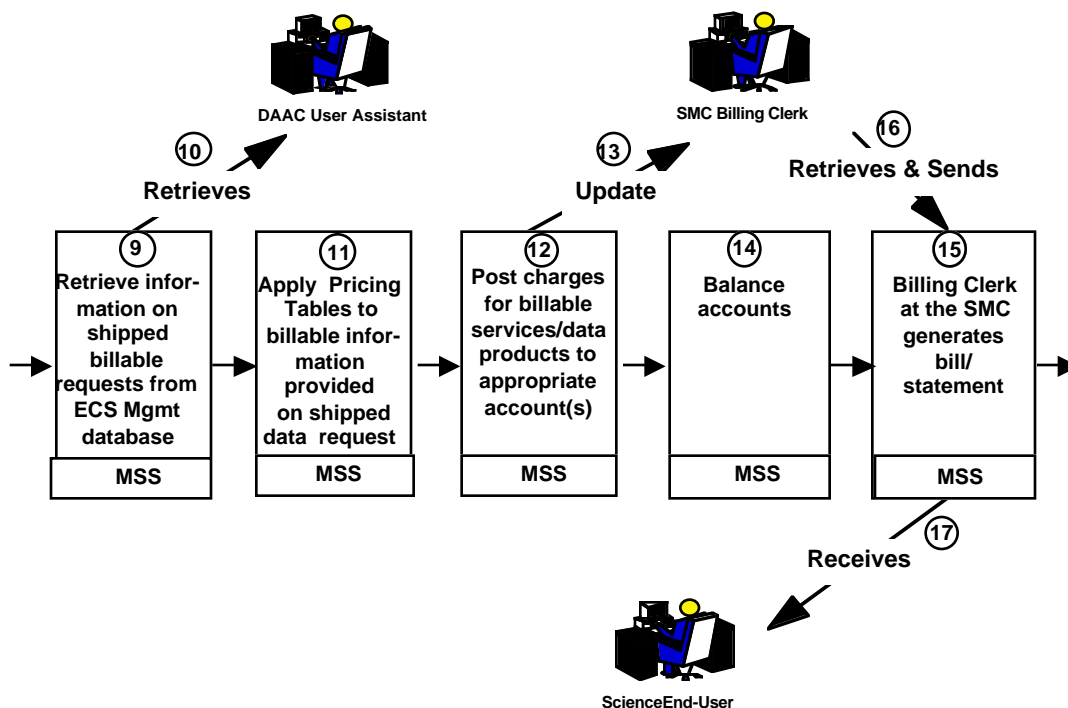 DAAC User Assistant
SMC Billing Clerk
10
Retrieves
13
Update
16
Retrieves & Sends
9
Retrieve infor-
mation on
shipped
billable
requests from
ECS Mgmt
database
MSS
11
Apply Pricing
Tables to
billable infor-
mation
provided
on shipped
data request
MSS
12
Post charges
for billable
services/data
products to
appropriate
account(s)
MSS
14
Balance
accounts
MSS
15
Billing Clerk
at the SMC
generates
bill/
statement
MSS
17
Receives
ScienceEnd-User